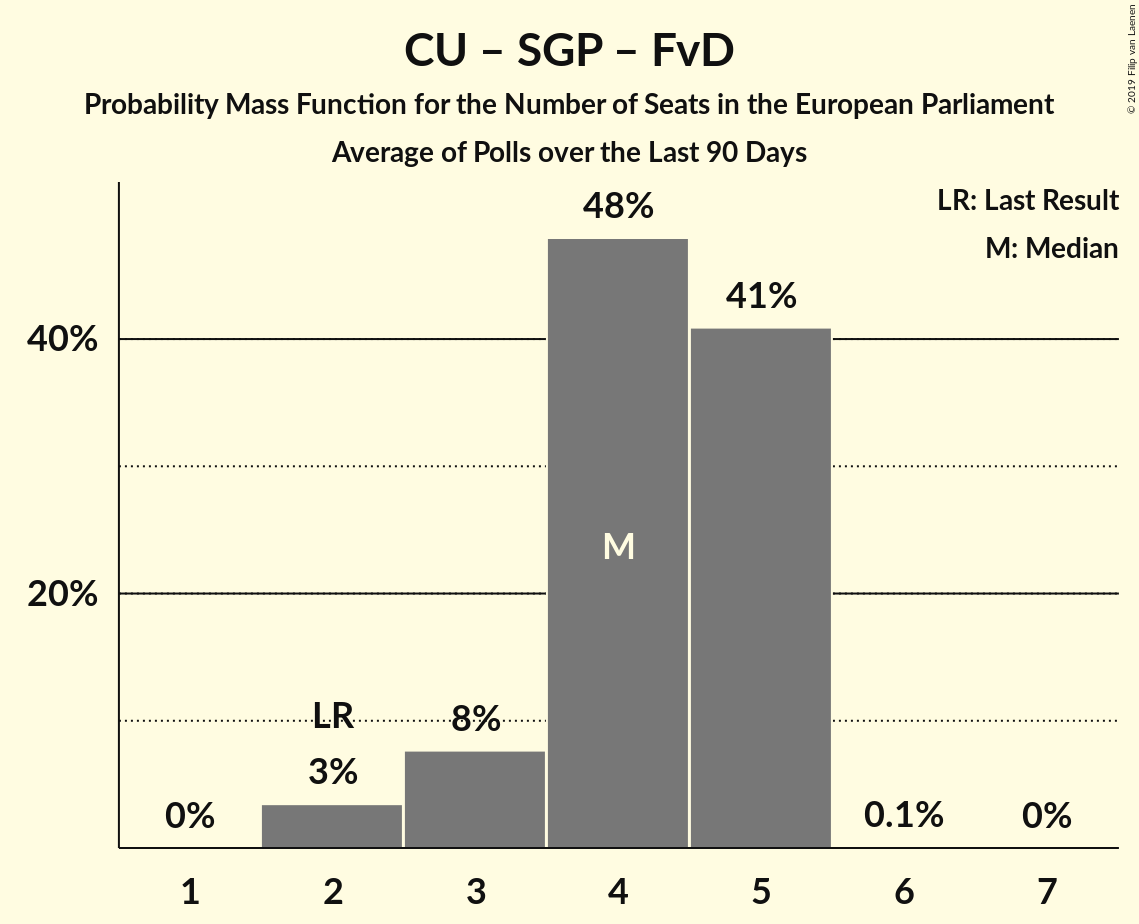 CU – SGP – FvD
Probability Mass Function for the Number of Seats in the European Parliament
Average of Polls over the Last 90 Days
© 2019 Filip van Laenen
LR: Last Result
M: Median
48%
41%
40%
M
20%
LR
8%
3%
0%
0.1%
0%
1 2 3 4 5 6 7